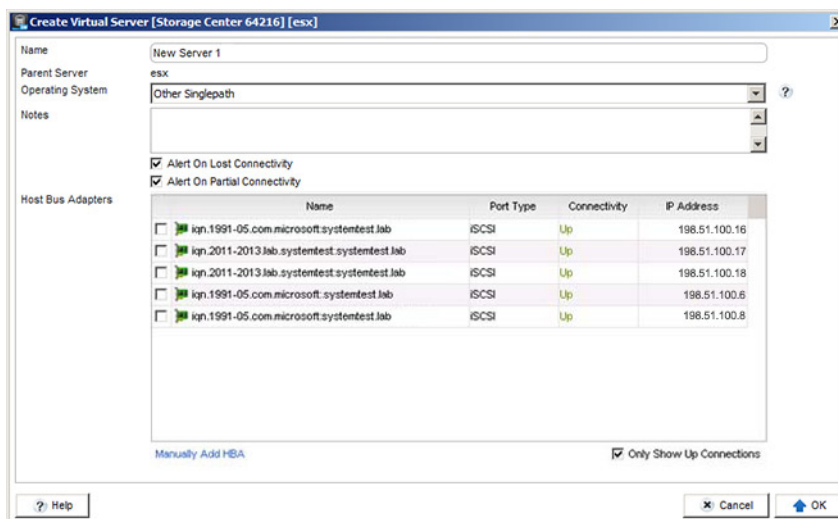 Create Virtual Server [Storage Center 64216] [esx]
Name New Server 1
Parent Server esx
Operating System Other Singlepath ?
Notes
Alert On Lost Connectivity
Alert On Partial Connectivity
Host Bus Adapters
Name Port Type Connectivity IP Address
iqn.1991-05.com.microsoft:systemtest.lab iSCSI Up 198.51.100.16
iqn.2011-2013.lab.systemtest:systemtest.lab iSCSI Up 198.51.100.17
iqn.2011-2013.lab.systemtest:systemtest.lab iSCSI Up 198.51.100.18
iqn.1991-05.com.microsoft:systemtest.lab iSCSI Up 198.51.100.6
iqn.1991-05.com.microsoft:systemtest.lab iSCSI Up 198.51.100.8
Manually Add HBA Only Show Up Connections
? Help Cancel OK